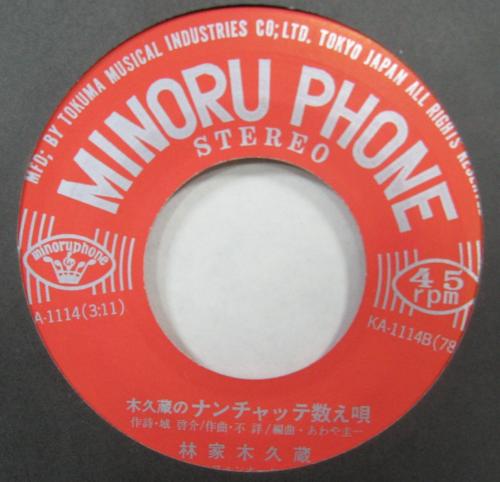 MFD; BY TOKUMA MUSICAL INDUSTRIES CO; LTD. TOKYO JAPAN ALL RIGHTS
MINORU PHONE
STEREO
minoruphone
45
rpm
A-1114(3:11)
KA-1114B(78
木久蔵のナンチャッテ数え唄
作詩・城 啓介/作曲・不 詳/編曲・あわや圭一
林家木久蔵